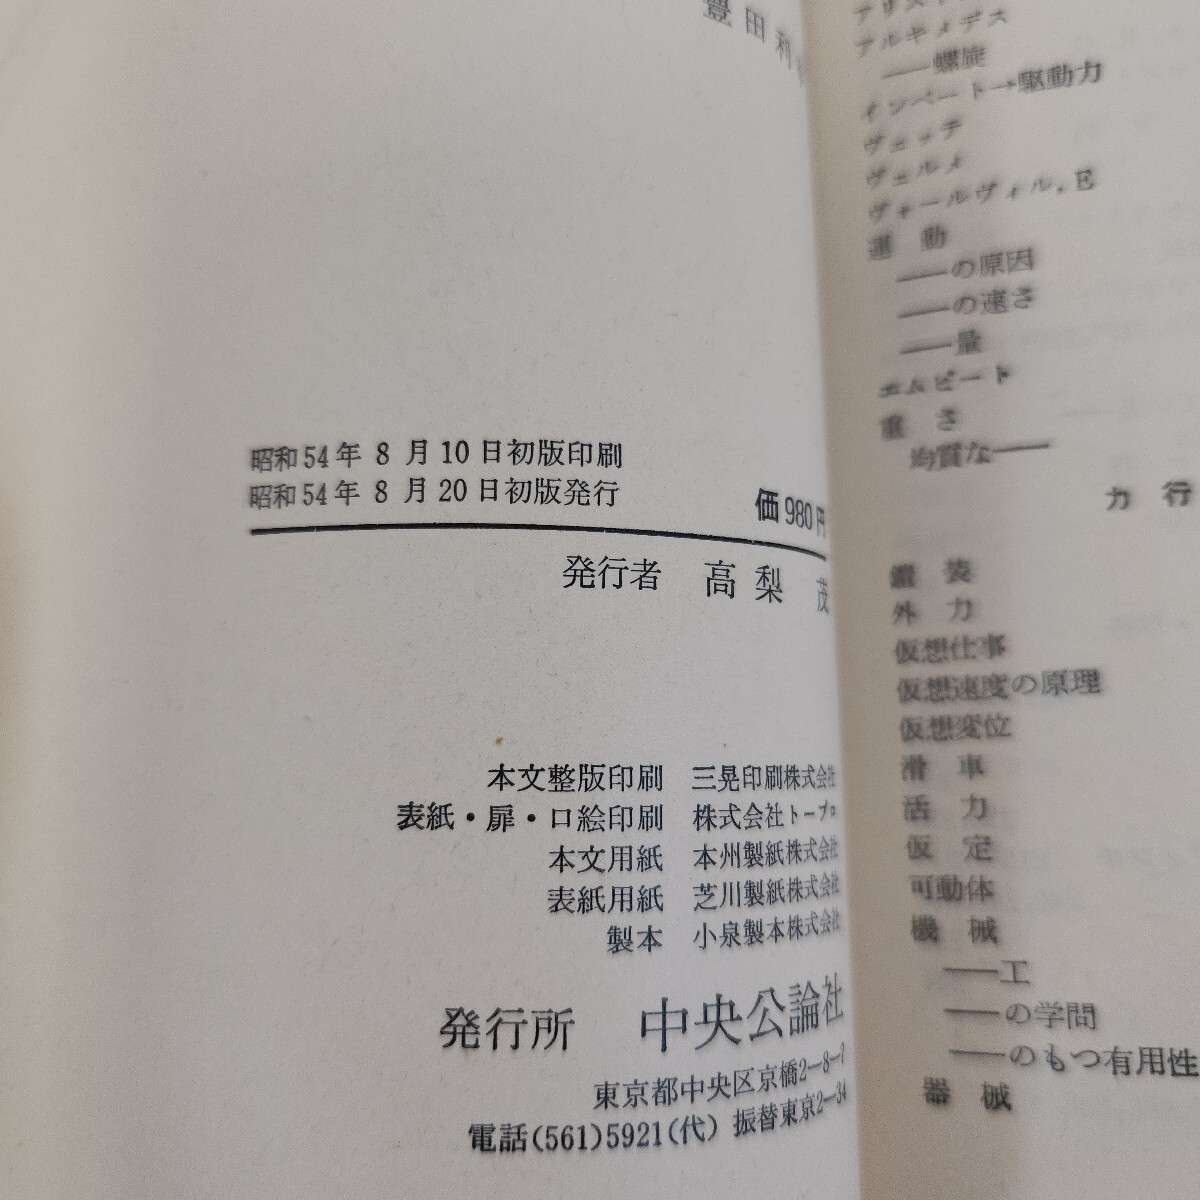 豊田利
昭和54年 8 月10日初版印刷
昭和54年 8 月20日初版発行
価980円
発行者 高梨 茂
本文整版印刷 三晃印刷株式会社
表紙・扉・口絵印刷 株式会社トープロ
本文用紙 本州製紙株式会社
表紙用紙 芝川製紙株式会社
製本 小泉製本株式会社
発行所 中央公論社
東京都中央区京橋2―8―7
電話(561)5921(代) 振替東京2―34
アルキメデス
――螺旋
インペート→駆動力
ヴェッテ
ヴェルメ
ヴォールヴィル, E
運 動
――の原因
――の速さ
――量
エムピート
重 さ
均質な――
カ 行
外 力
仮想仕事
仮想速度の原理
仮想変位
滑 車
活 力
仮 定
可動体
機 械
――工
――の学問
――のもつ有用性
器 械